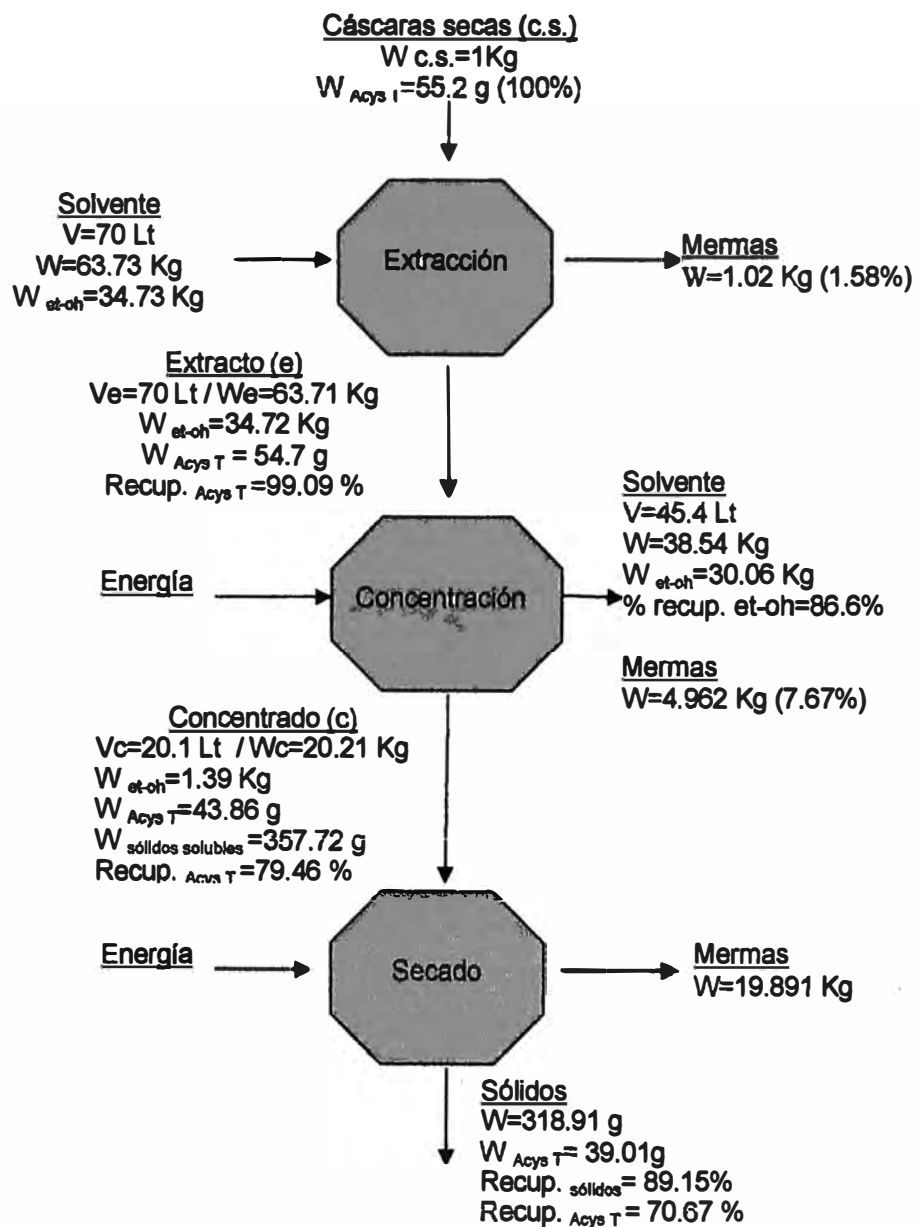 Cáscaras secas (c.s.)
W c.s.=1Kg
W Acys T=55.2 g (100%)
Solvente
V=70 Lt
W=63.73 Kg
W et-oh=34.73 Kg
Extracción
Mermas
W=1.02 Kg (1.58%)
Extracto (e)
Ve=70 Lt / We=63.71 Kg
W et-oh=34.72 Kg
W Acys T = 54.7 g
Recup. Acys T =99.09 %
Energía
Concentración
Solvente
V=45.4 Lt
W=38.54 Kg
W et-oh=30.06 Kg
% recup. et-oh=86.6%
Mermas
W=4.962 Kg (7.67%)
Concentrado (c)
Vc=20.1 Lt / Wc=20.21 Kg
W et-oh=1.39 Kg
W Acys T=43.86 g
W sólidos solubles =357.72 g
Recup. Acys T =79.46 %
Energía
Secado
Mermas
W=19.891 Kg
Sólidos
W=318.91 g
W Acys T= 39.01g
Recup. sólidos= 89.15%
Recup. Acys T = 70.67 %